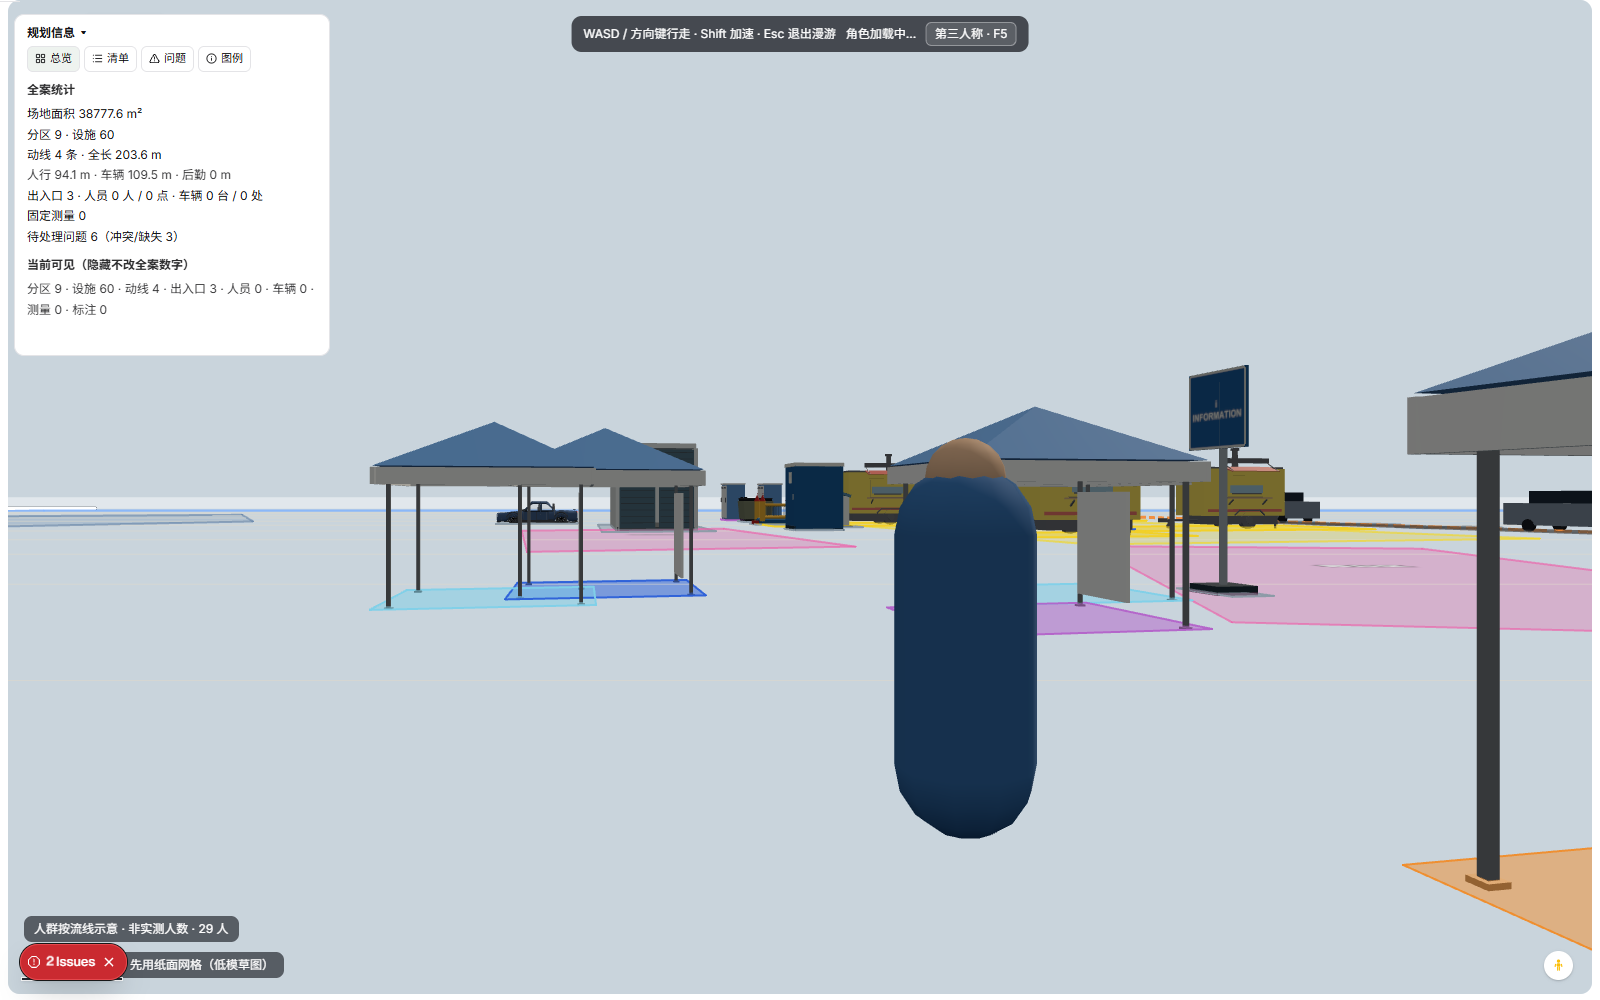 规划信息
总览
清单
问题
图例
全案统计
场地面积 38777.6 m²
分区 9 · 设施 60
动线 4 条 · 全长 203.6 m
人行 94.1 m · 车辆 109.5 m · 后勤 0 m
出入口 3 · 人员 0 人 / 0 点 · 车辆 0 台 / 0 处
固定测量 0
待处理问题 6（冲突/缺失 3）
当前可见（隐藏不改全案数字）
分区 9 · 设施 60 · 动线 4 · 出入口 3 · 人员 0 · 车辆 0 ·
测量 0 · 标注 0
WASD / 方向键行走 · Shift 加速 · Esc 退出漫游
角色加载中...
第三人称 · F5
i
INFORMATION
人群按流线示意 · 非实测人数 · 29 人
2 Issues
先用纸面网格（低模草图）